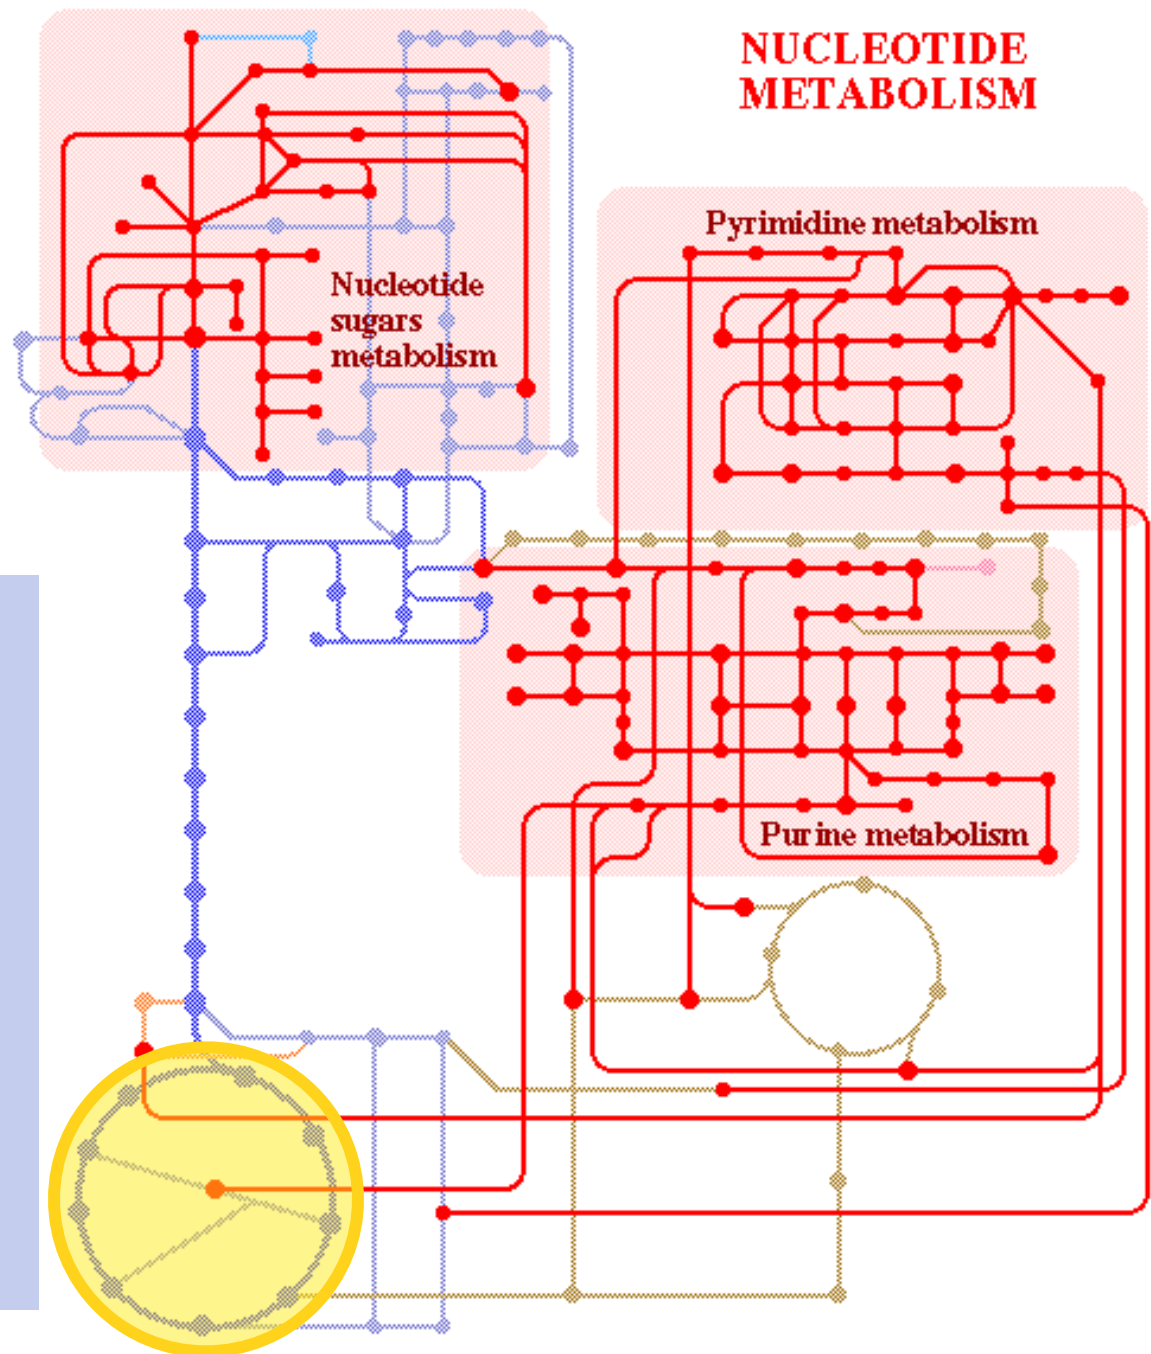 NUCLEOTIDE
METABOLISM
Pyrimidine metabolism
Nucleotide
sugars
metabolism
Purine metabolism